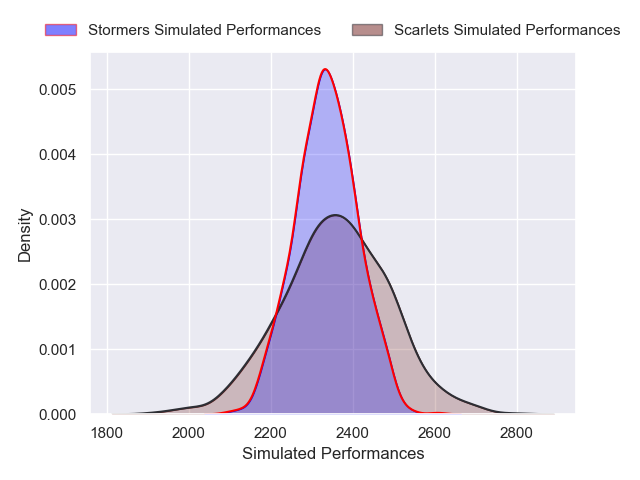 Stormers Simulated Performances Scarlets Simulated Performances
0.005
0.004
0.003
0.002
0.001
0.000
Density
1800 2000 2200 2400 2600 2800
Simulated Performances